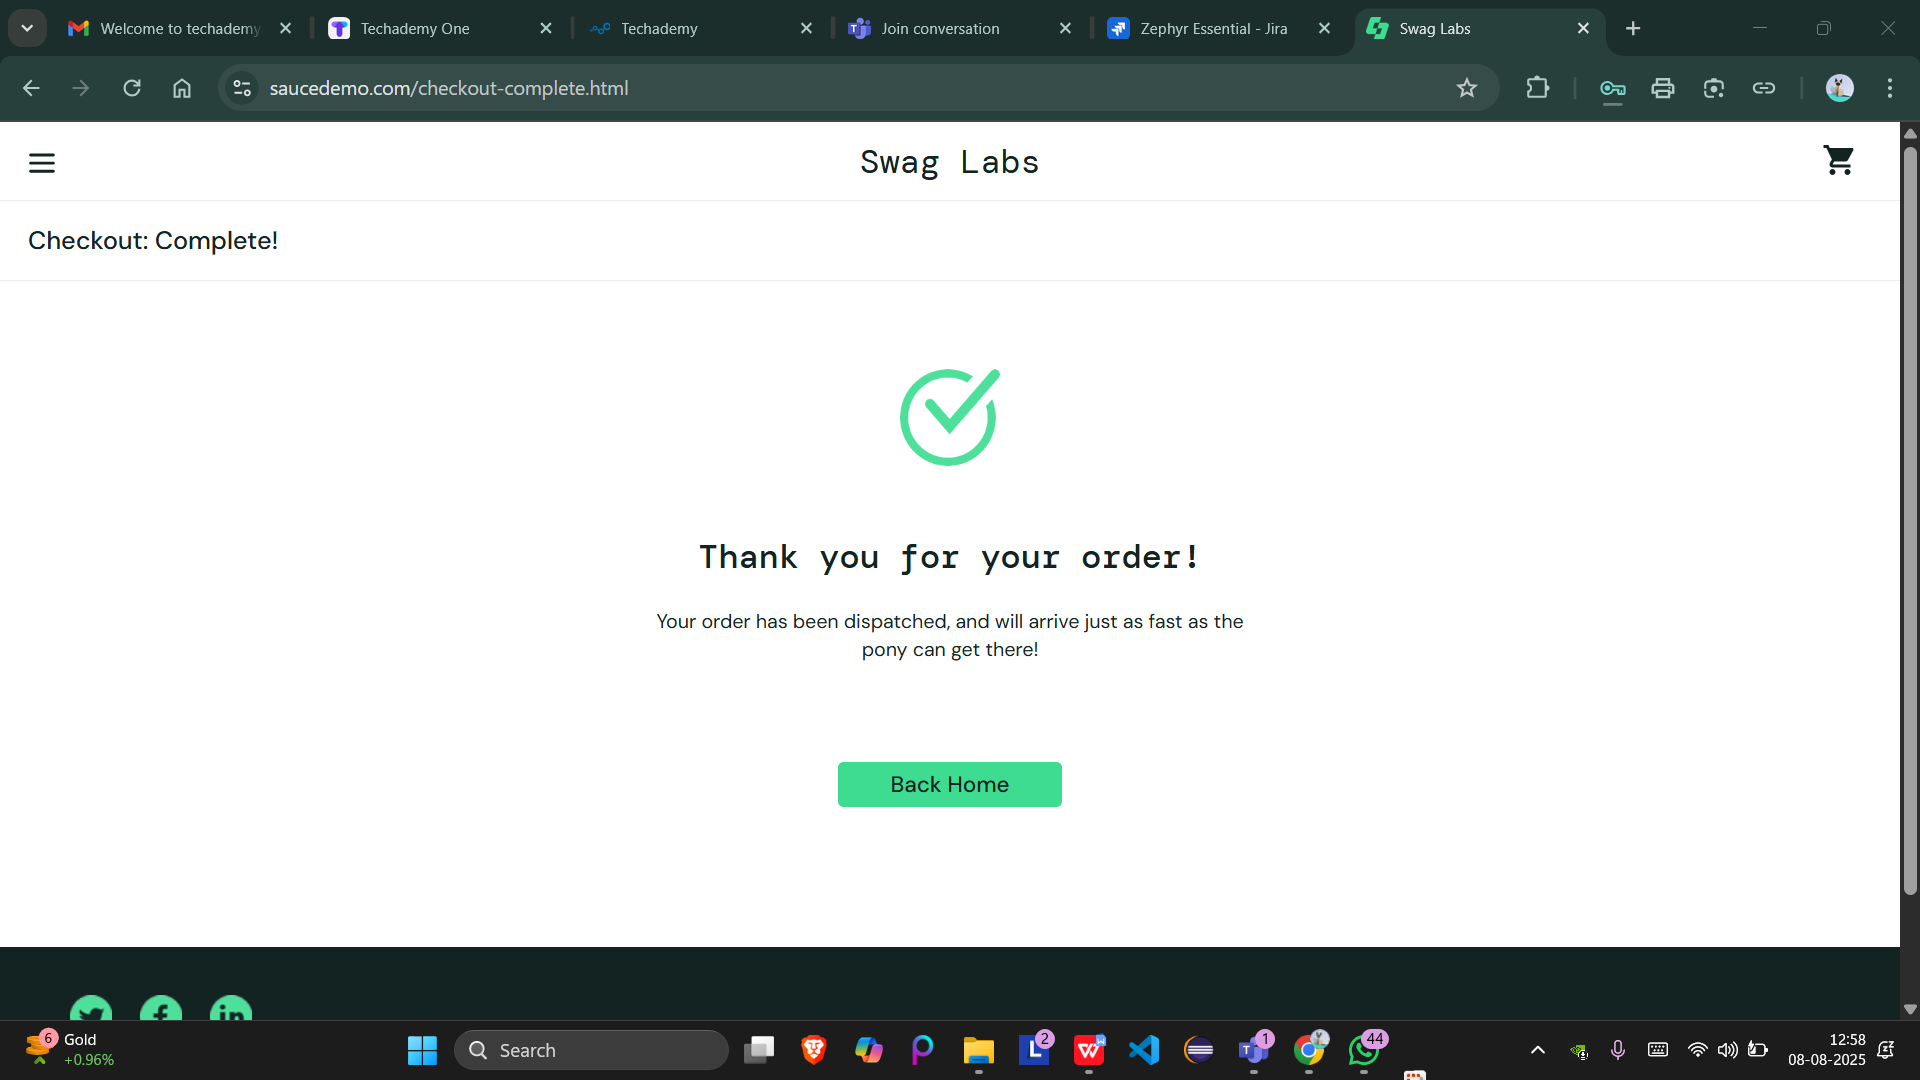 Welcome to techademy
Techademy One
Techademy
Join conversation
Zephyr Essential - Jira
Swag Labs
saucedemo.com/checkout-complete.html
Swag Labs
Checkout: Complete!
Thank you for your order!
Your order has been dispatched, and will arrive just as fast as the
pony can get there!
Back Home
6
Gold
+0.96%
Search
2
1
44
12:58
08-08-2025